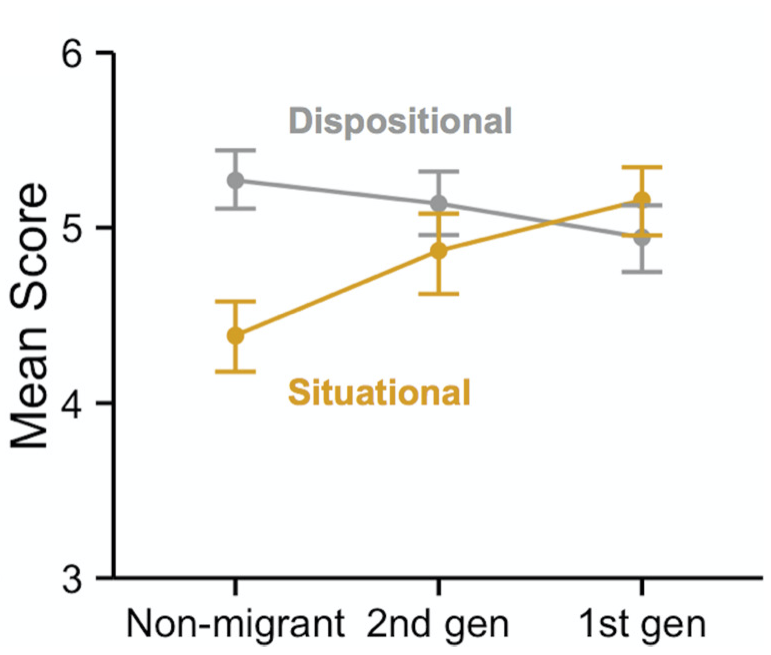 Mean Score
6
5
4
3
Dispositional
Situational
Non-migrant 2nd gen 1st gen